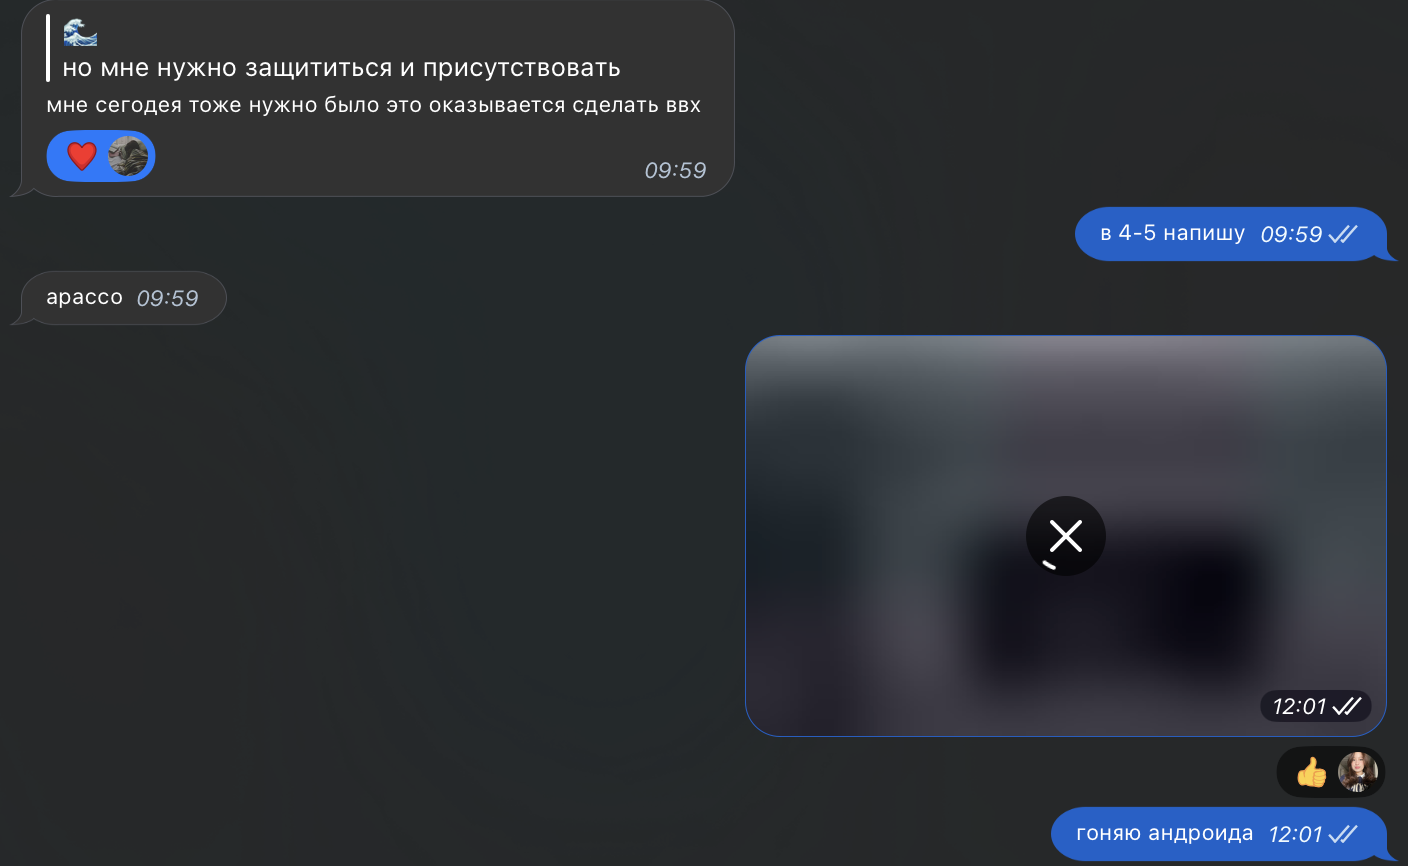 🌊
но мне нужно защититься и присутствовать
мне сегодея тоже нужно было это оказывается сделать ввх
09:59
в 4-5 напишу 09:59
арассо 09:59
12:01
гоняю андроида 12:01